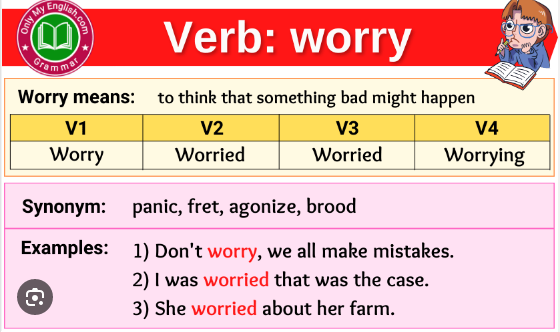 Only My English.com
Grammar
Verb: worry
Worry means: to think that something bad might happen
V1 V2 V3 V4
Worry Worried Worried Worrying
Synonym: panic, fret, agonize, brood
Examples: 1) Don't worry, we all make mistakes.
2) I was worried that was the case.
3) She worried about her farm.